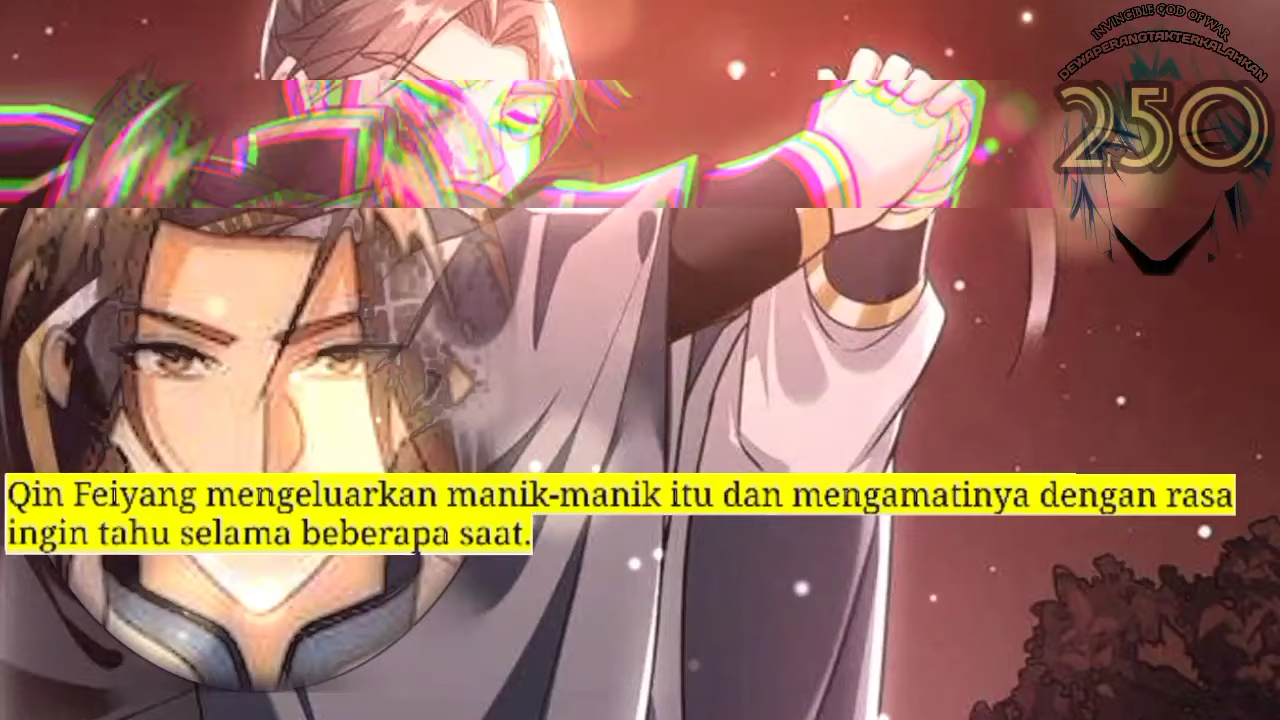 INVINCIBLE GOD OF WAR
DEWAPERANGTAKTERKALAHKAN
250
Qin Feiyang mengeluarkan manik-manik itu dan mengamatinya dengan rasa
ingin tahu selama beberapa saat.